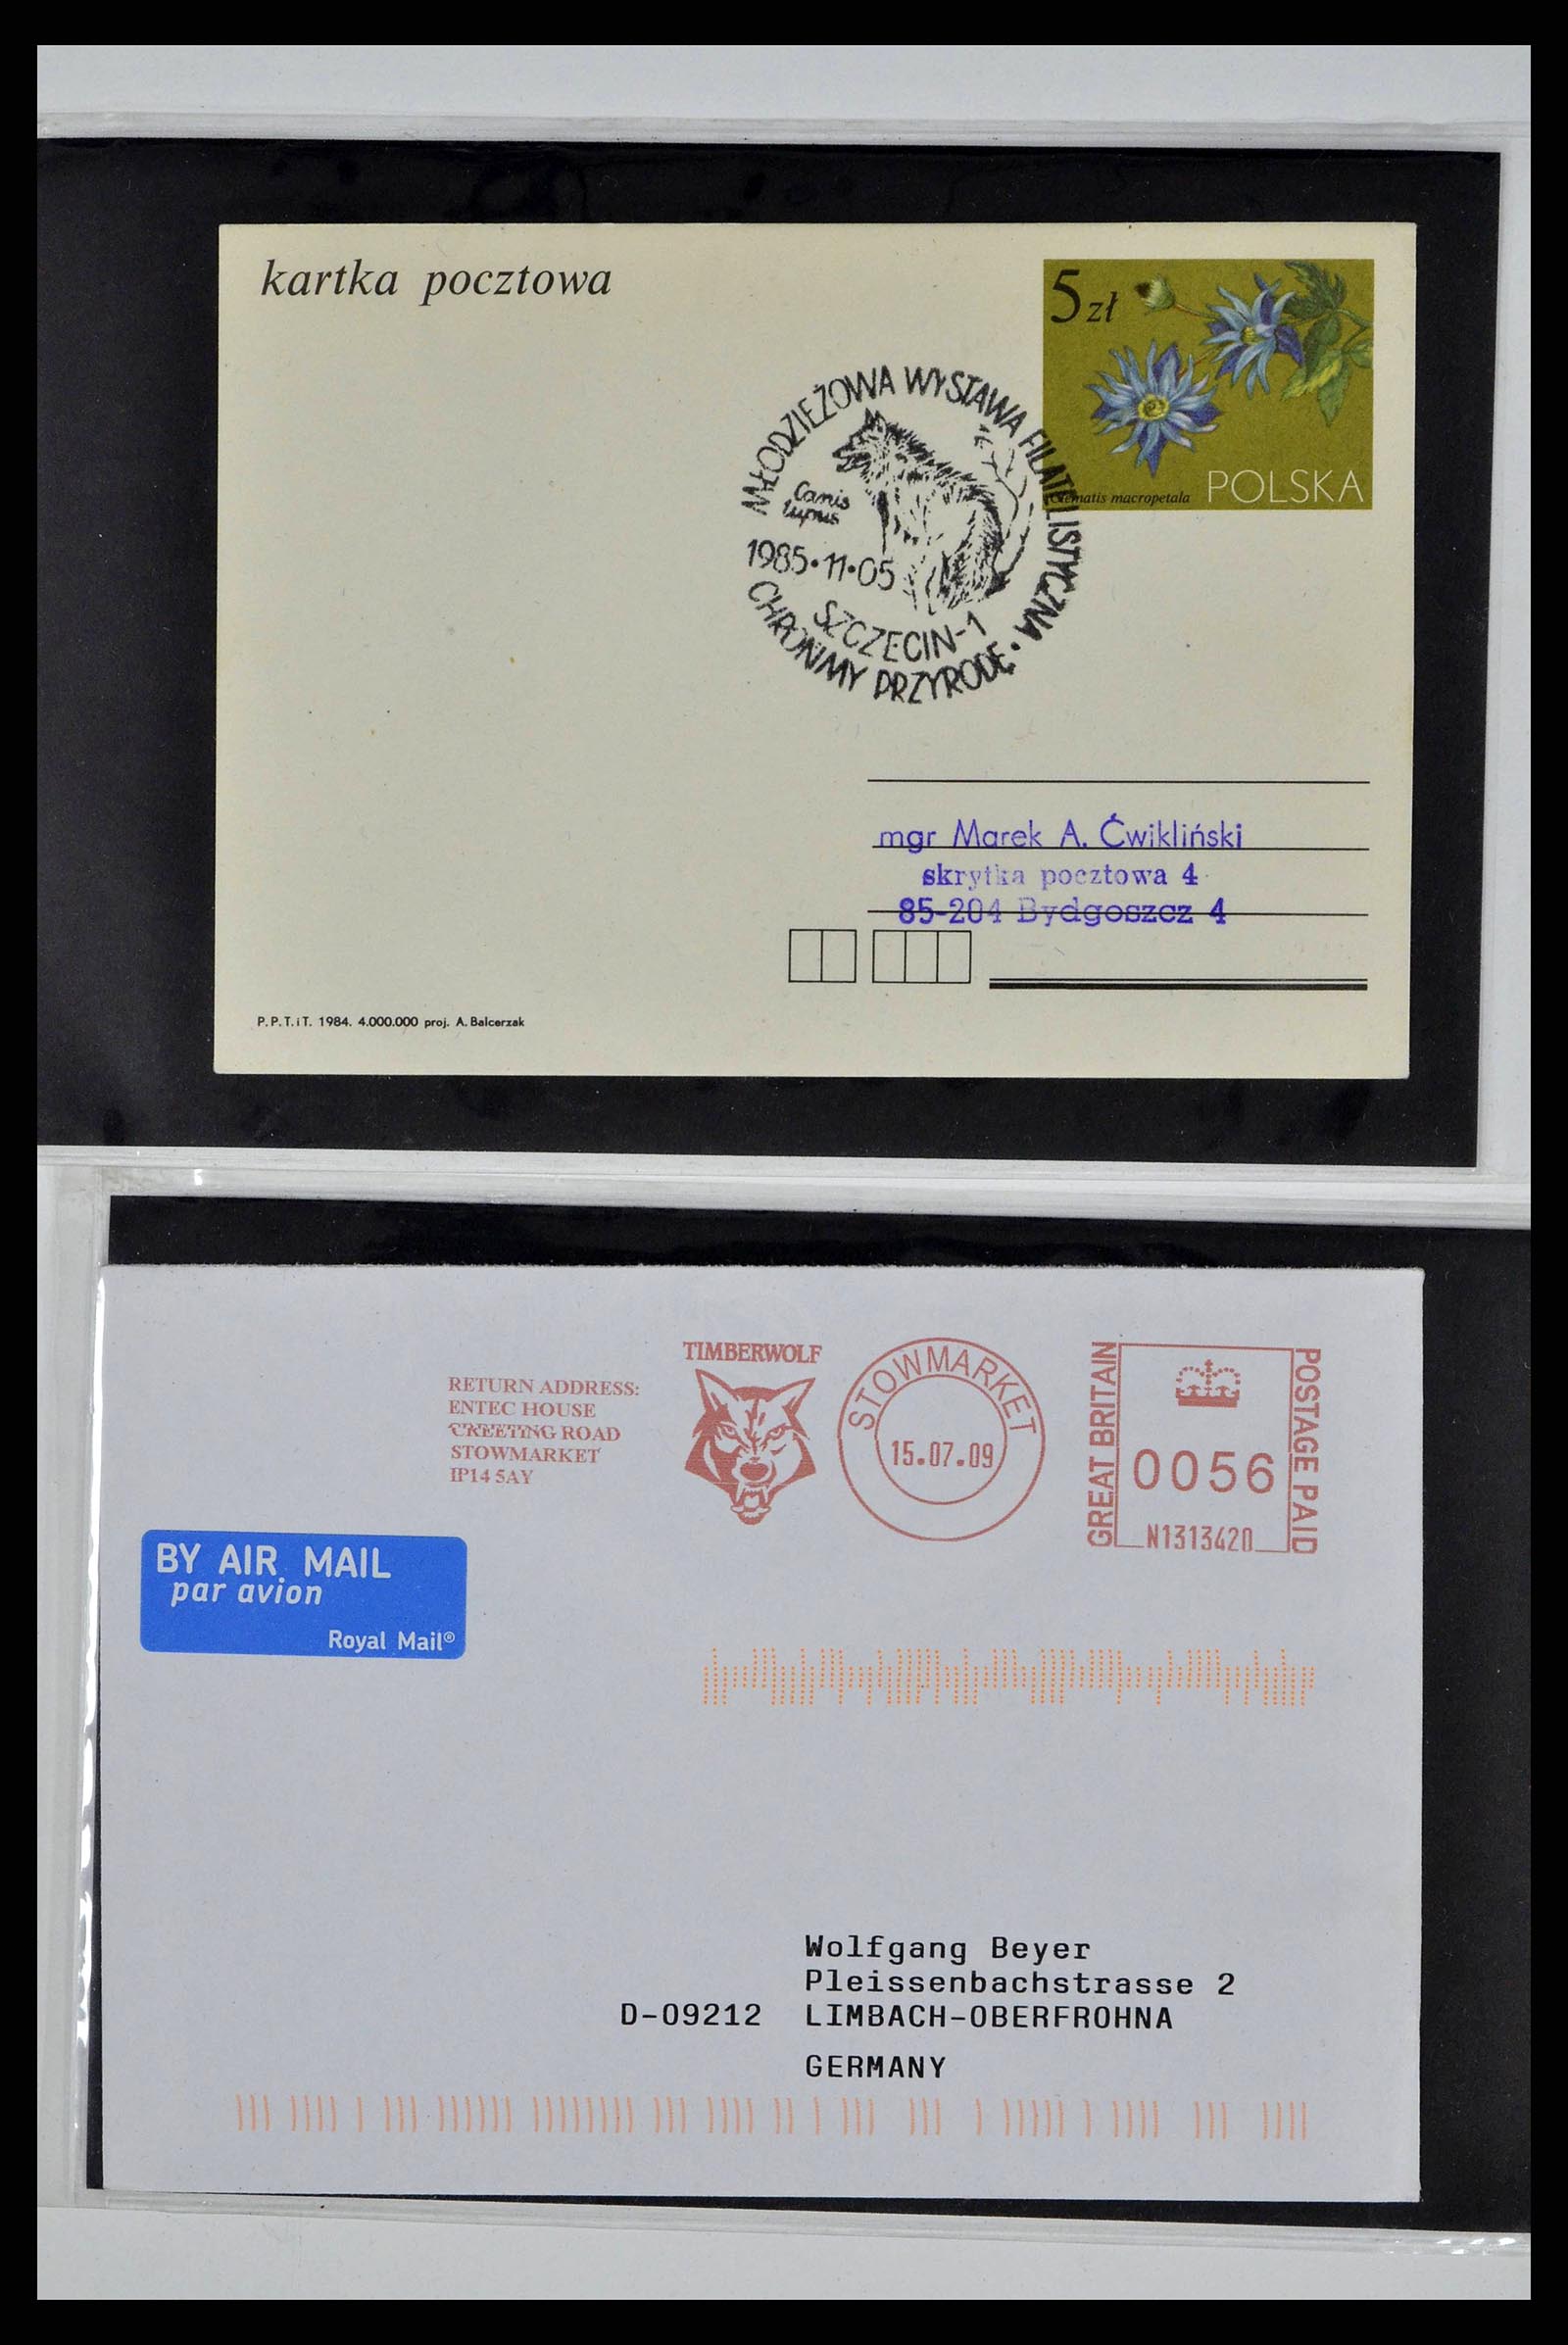 kartka pocztowa
5 zł
Clematis macropetala
POLSKA
MŁODZIEŻOWA WYSTAWA FILATELISTYCZNA •
Canis
lupus
1985•11•05
SZCZECIN-1
CHROŃMY PRZYRODĘ
mgr Marek A. Ćwikliński
skrytka pocztowa 4
85-204 Bydgoszcz 4
P.P.T.iT. 1984. 4.000.000 proj. A. Balcerzak
RETURN ADDRESS:
ENTEC HOUSE
CREETING ROAD
STOWMARKET
IP14 5AY
TIMBERWOLF
STOWMARKET
15.07.09
GREAT BRITAIN
0056
N1313420
POSTAGE PAID
BY AIR MAIL
par avion
Royal Mail®
Wolfgang Beyer
Pleissenbachstrasse 2
D-09212 LIMBACH-OBERFROHNA
GERMANY